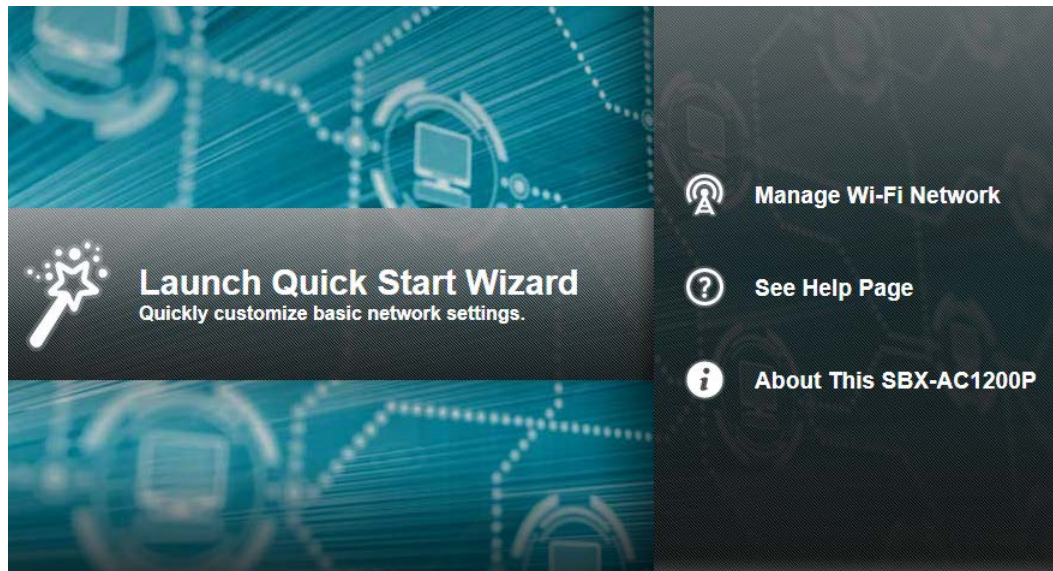 Launch Quick Start Wizard
Quickly customize basic network settings.
Manage Wi-Fi Network
See Help Page
About This SBX-AC1200P